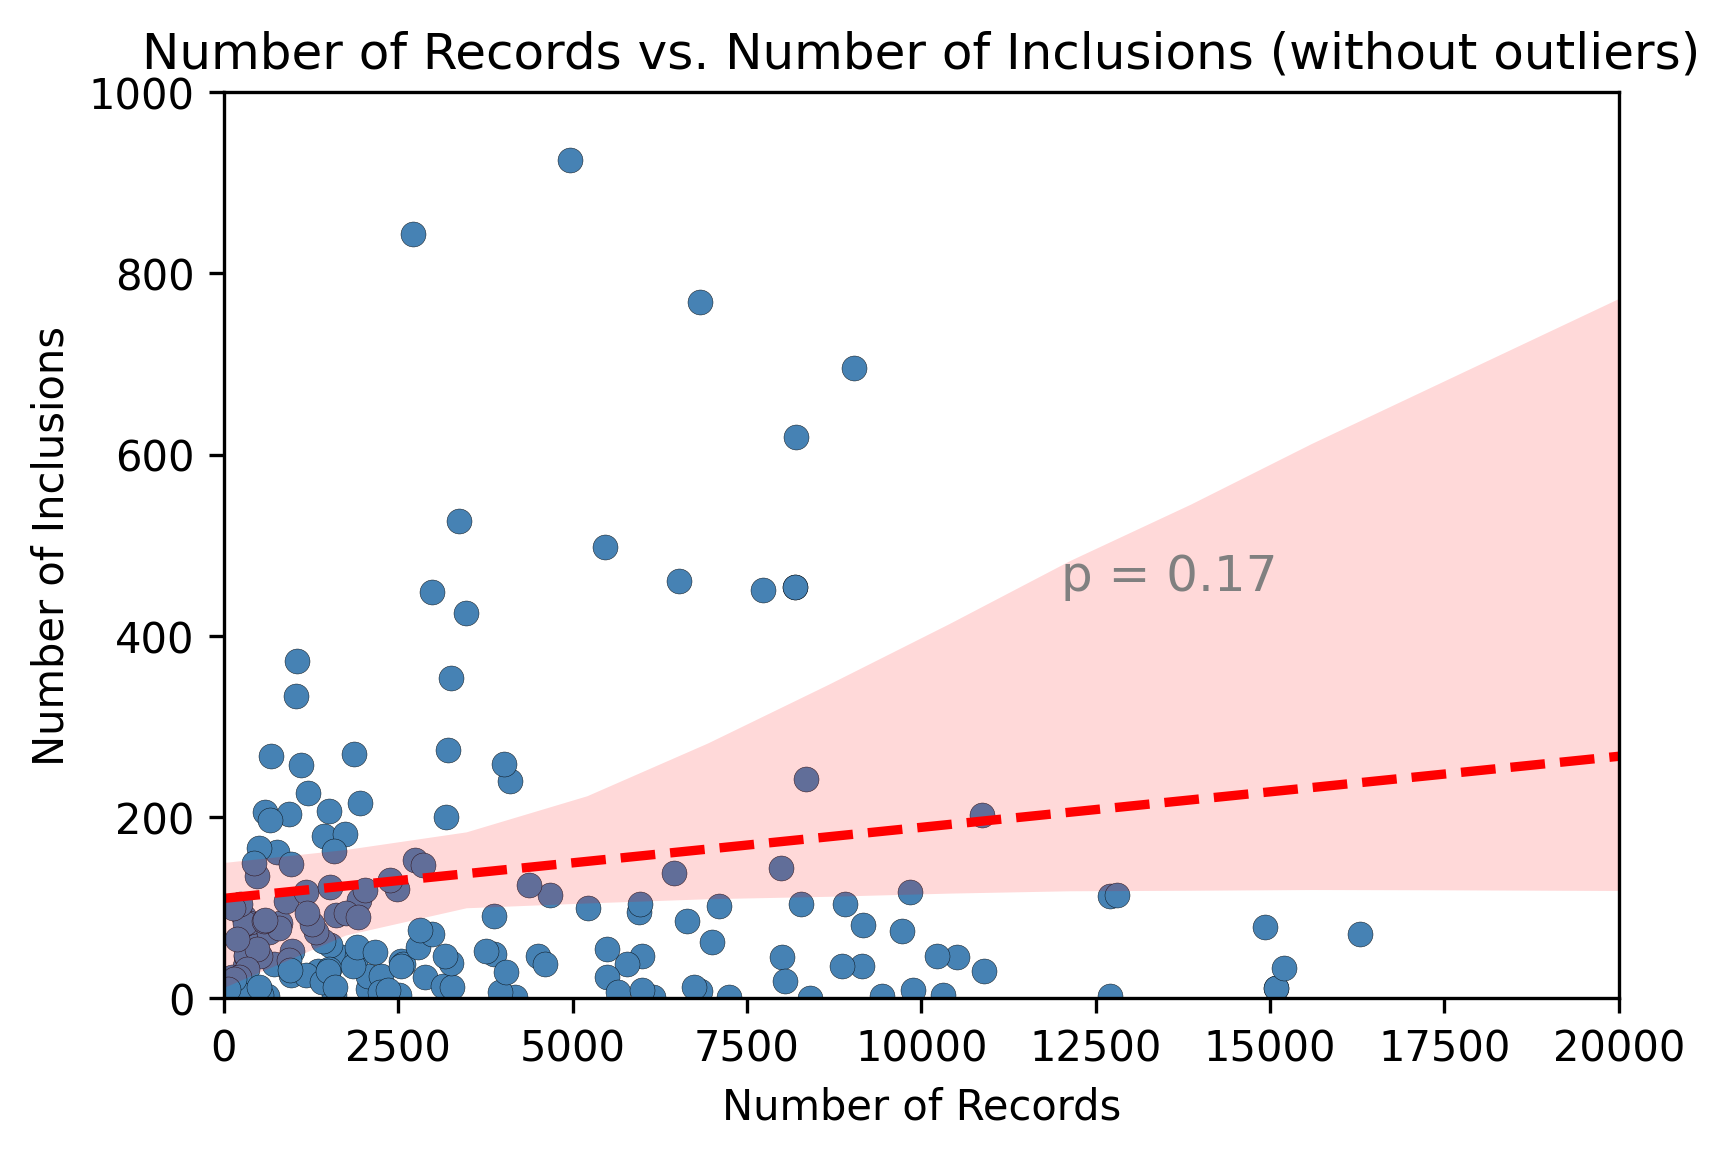 Number of Records vs. Number of Inclusions (without outliers)
1000
800
600
400
200
0
Number of Inclusions
p = 0.17
0 2500 5000 7500 10000 12500 15000 17500 20000
Number of Records